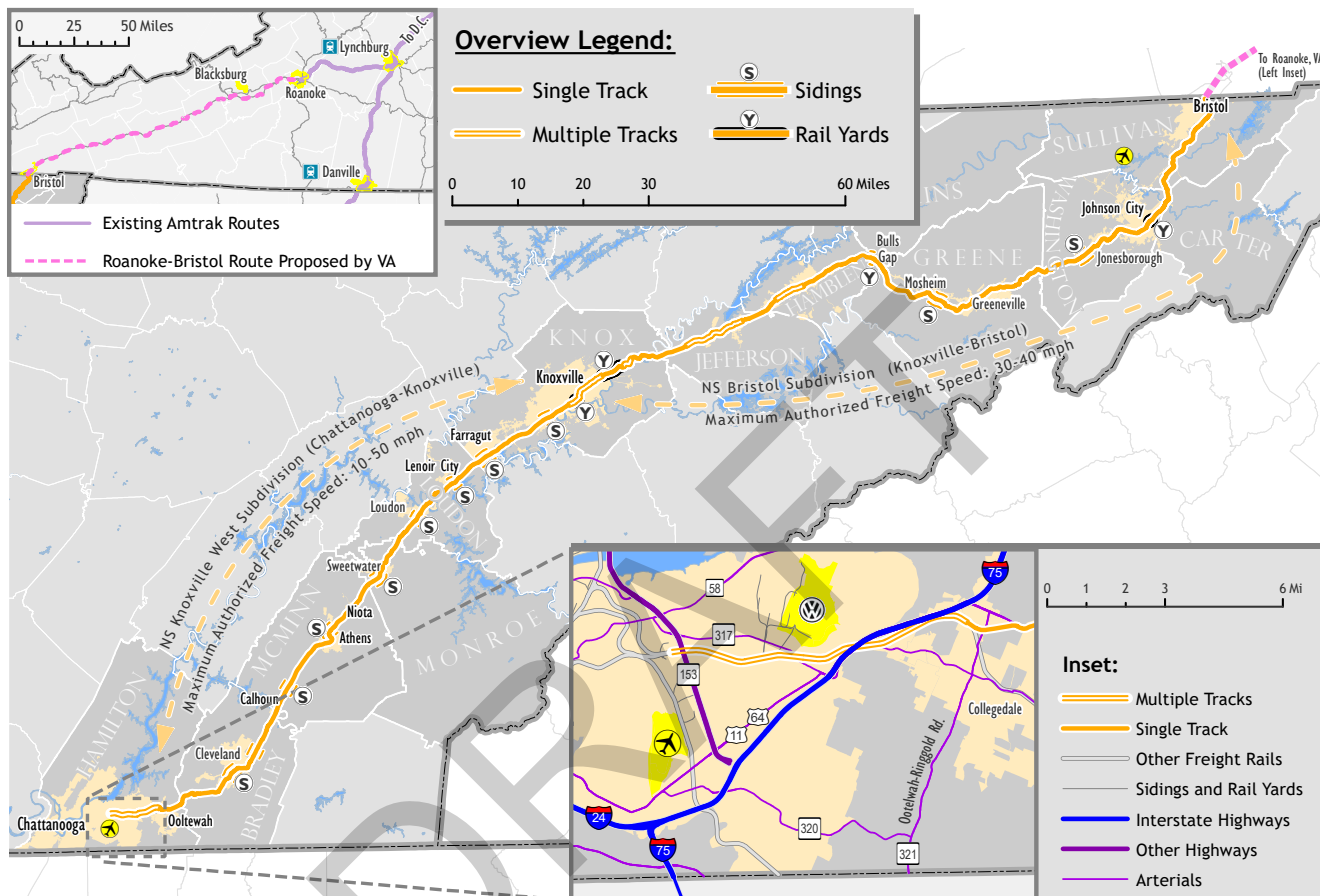 0 25 50 Miles
To D.C.
Lynchburg
Blacksburg
Roanoke
Danville
Bristol
Existing Amtrak Routes
Roanoke-Bristol Route Proposed by VA
Overview Legend:
Single Track
S
Sidings
Multiple Tracks
Y
Rail Yards
0 10 20 30 60 Miles
To Roanoke, VA
(Left Inset)
Bristol
SULLIVAN
Johnson City
Y
S
Jonesborough
CARTER
Bulls
Gap
GREENE
Y
Mosheim
S
Greeneville
KNOX
JEFFERSON
Y
Knoxville
Y
NS Bristol Subdivision (Knoxville-Bristol)
Maximum Authorized Freight Speed: 30-40 mph
NS Knoxville West Subdivision (Chattanooga-Knoxville)
Maximum Authorized Freight Speed: 10-50 mph
Farragut
S
S
Lenoir City
S
Loudon
S
LOUDON
Sweetwater
S
Niota
S
Athens
MCMINN
MONROE
Calhoun
S
HAMILTON
Cleveland
S
BRADLEY
Ooltewah
Chattanooga
DRAFT
75
58
317
153
64
11
24
75
320
321
Collegedale
Ootelwah-Ringgold Rd.
0 1 2 3 6 Mi
Inset:
Multiple Tracks
Single Track
Other Freight Rails
Sidings and Rail Yards
Interstate Highways
Other Highways
Arterials